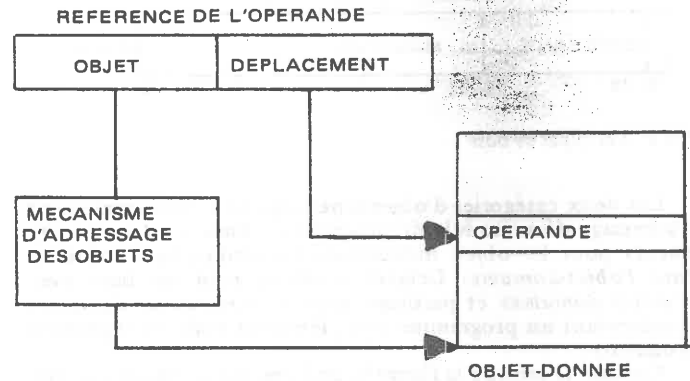 REFERENCE DE L'OPERANDE
OBJET
DEPLACEMENT
MECANISME
D'ADRESSAGE
DES OBJETS
OPERANDE
OBJET-DONNEE